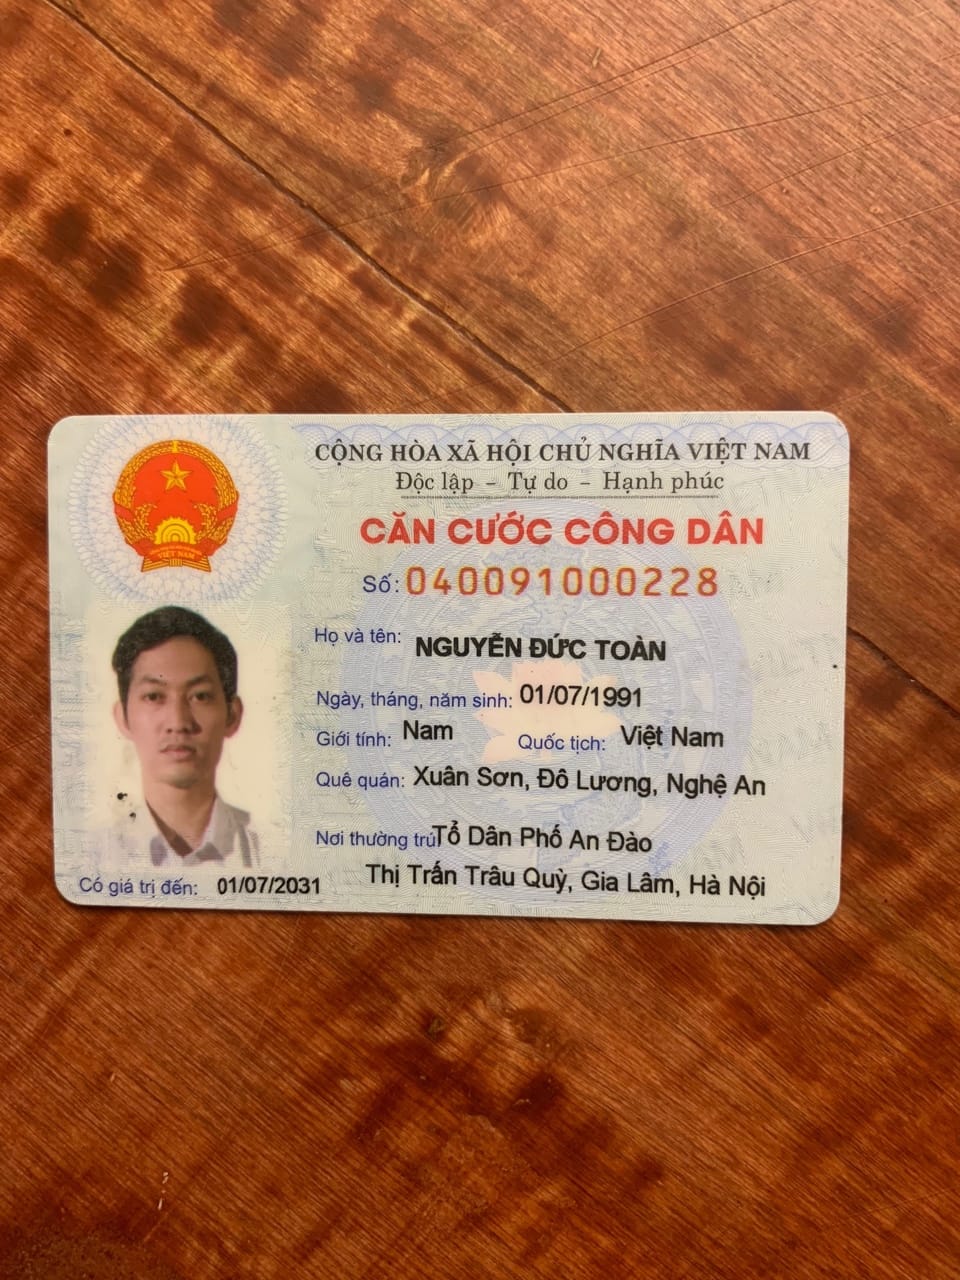 CỘNG HÒA XÃ HỘI CHỦ NGHĨA VIỆT NAM
Độc lập - Tự do - Hạnh phúc
CĂN CƯỚC CÔNG DÂN
Số: 040091000228
Họ và tên: NGUYỄN ĐỨC TOÀN
Ngày, tháng, năm sinh: 01/07/1991
Giới tính: Nam Quốc tịch: Việt Nam
Quê quán: Xuân Sơn, Đô Lương, Nghệ An
Nơi thường trú Tổ Dân Phố An Đào
Thị Trấn Trâu Quỳ, Gia Lâm, Hà Nội
Có giá trị đến: 01/07/2031
VIỆT NAM